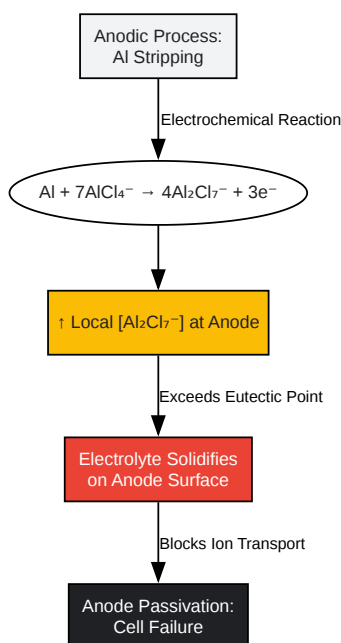 Anodic Process:
Al Stripping
Electrochemical Reaction
Al + 7AlCl₄⁻ → 4Al₂Cl₇⁻ + 3e⁻
↑ Local [Al₂Cl₇⁻] at Anode
Exceeds Eutectic Point
Electrolyte Solidifies
on Anode Surface
Blocks Ion Transport
Anode Passivation:
Cell Failure